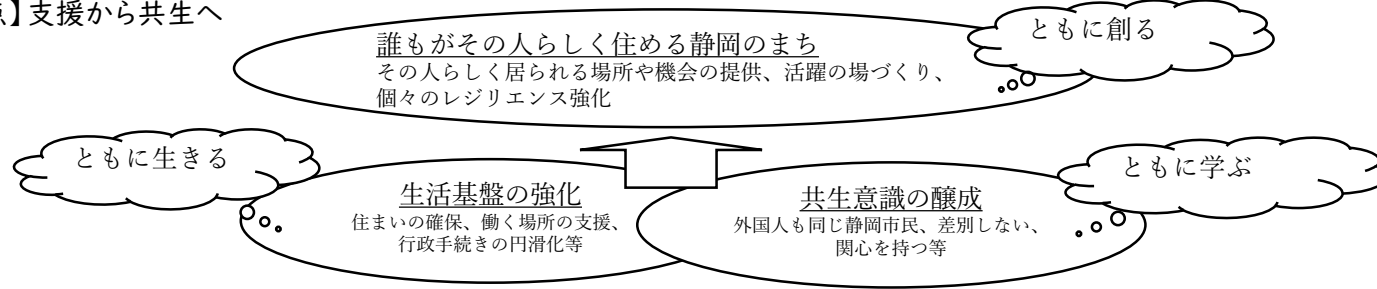 】支援から共生へ
誰もがその人らしく住める静岡のまち
その人らしく居られる場所や機会の提供、活躍の場づくり、
個々のレジリエンス強化
ともに創る
ともに生きる
生活基盤の強化
住まいの確保、働く場所の支援、
行政手続きの円滑化等
共生意識の醸成
外国人も同じ静岡市民、差別しない、
関心を持つ等
ともに学ぶ